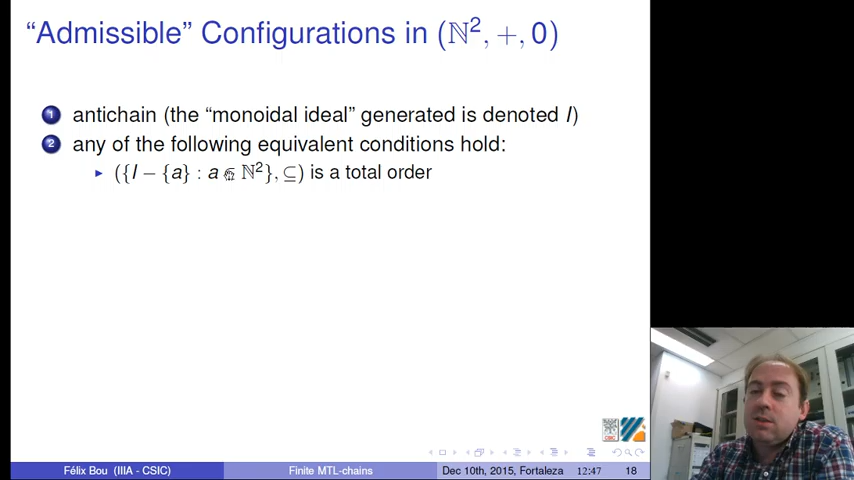 “Admissible” Configurations in (ℕ², +, 0)
1 antichain (the “monoidal ideal” generated is denoted I)
2 any of the following equivalent conditions hold:
▸ ({I − {a} : a ∈ ℕ²}, ⊆) is a total order
CSIC
Félix Bou (IIIA - CSIC) Finite MTL-chains Dec 10th, 2015, Fortaleza 12:47 18